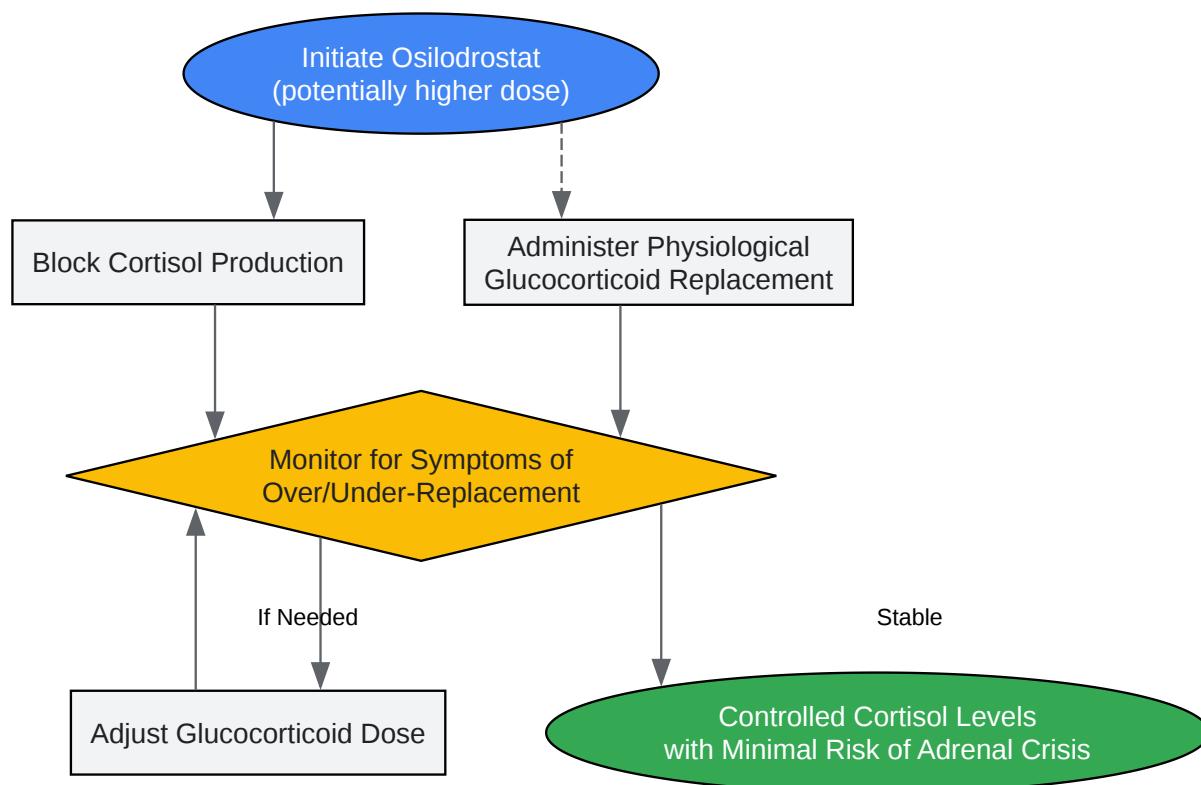 Initiate Osilodrostat
(potentially higher dose)
Block Cortisol Production
Administer Physiological
Glucocorticoid Replacement
Monitor for Symptoms of
Over/Under-Replacement
If Needed
Stable
Adjust Glucocorticoid Dose
Controlled Cortisol Levels
with Minimal Risk of Adrenal Crisis